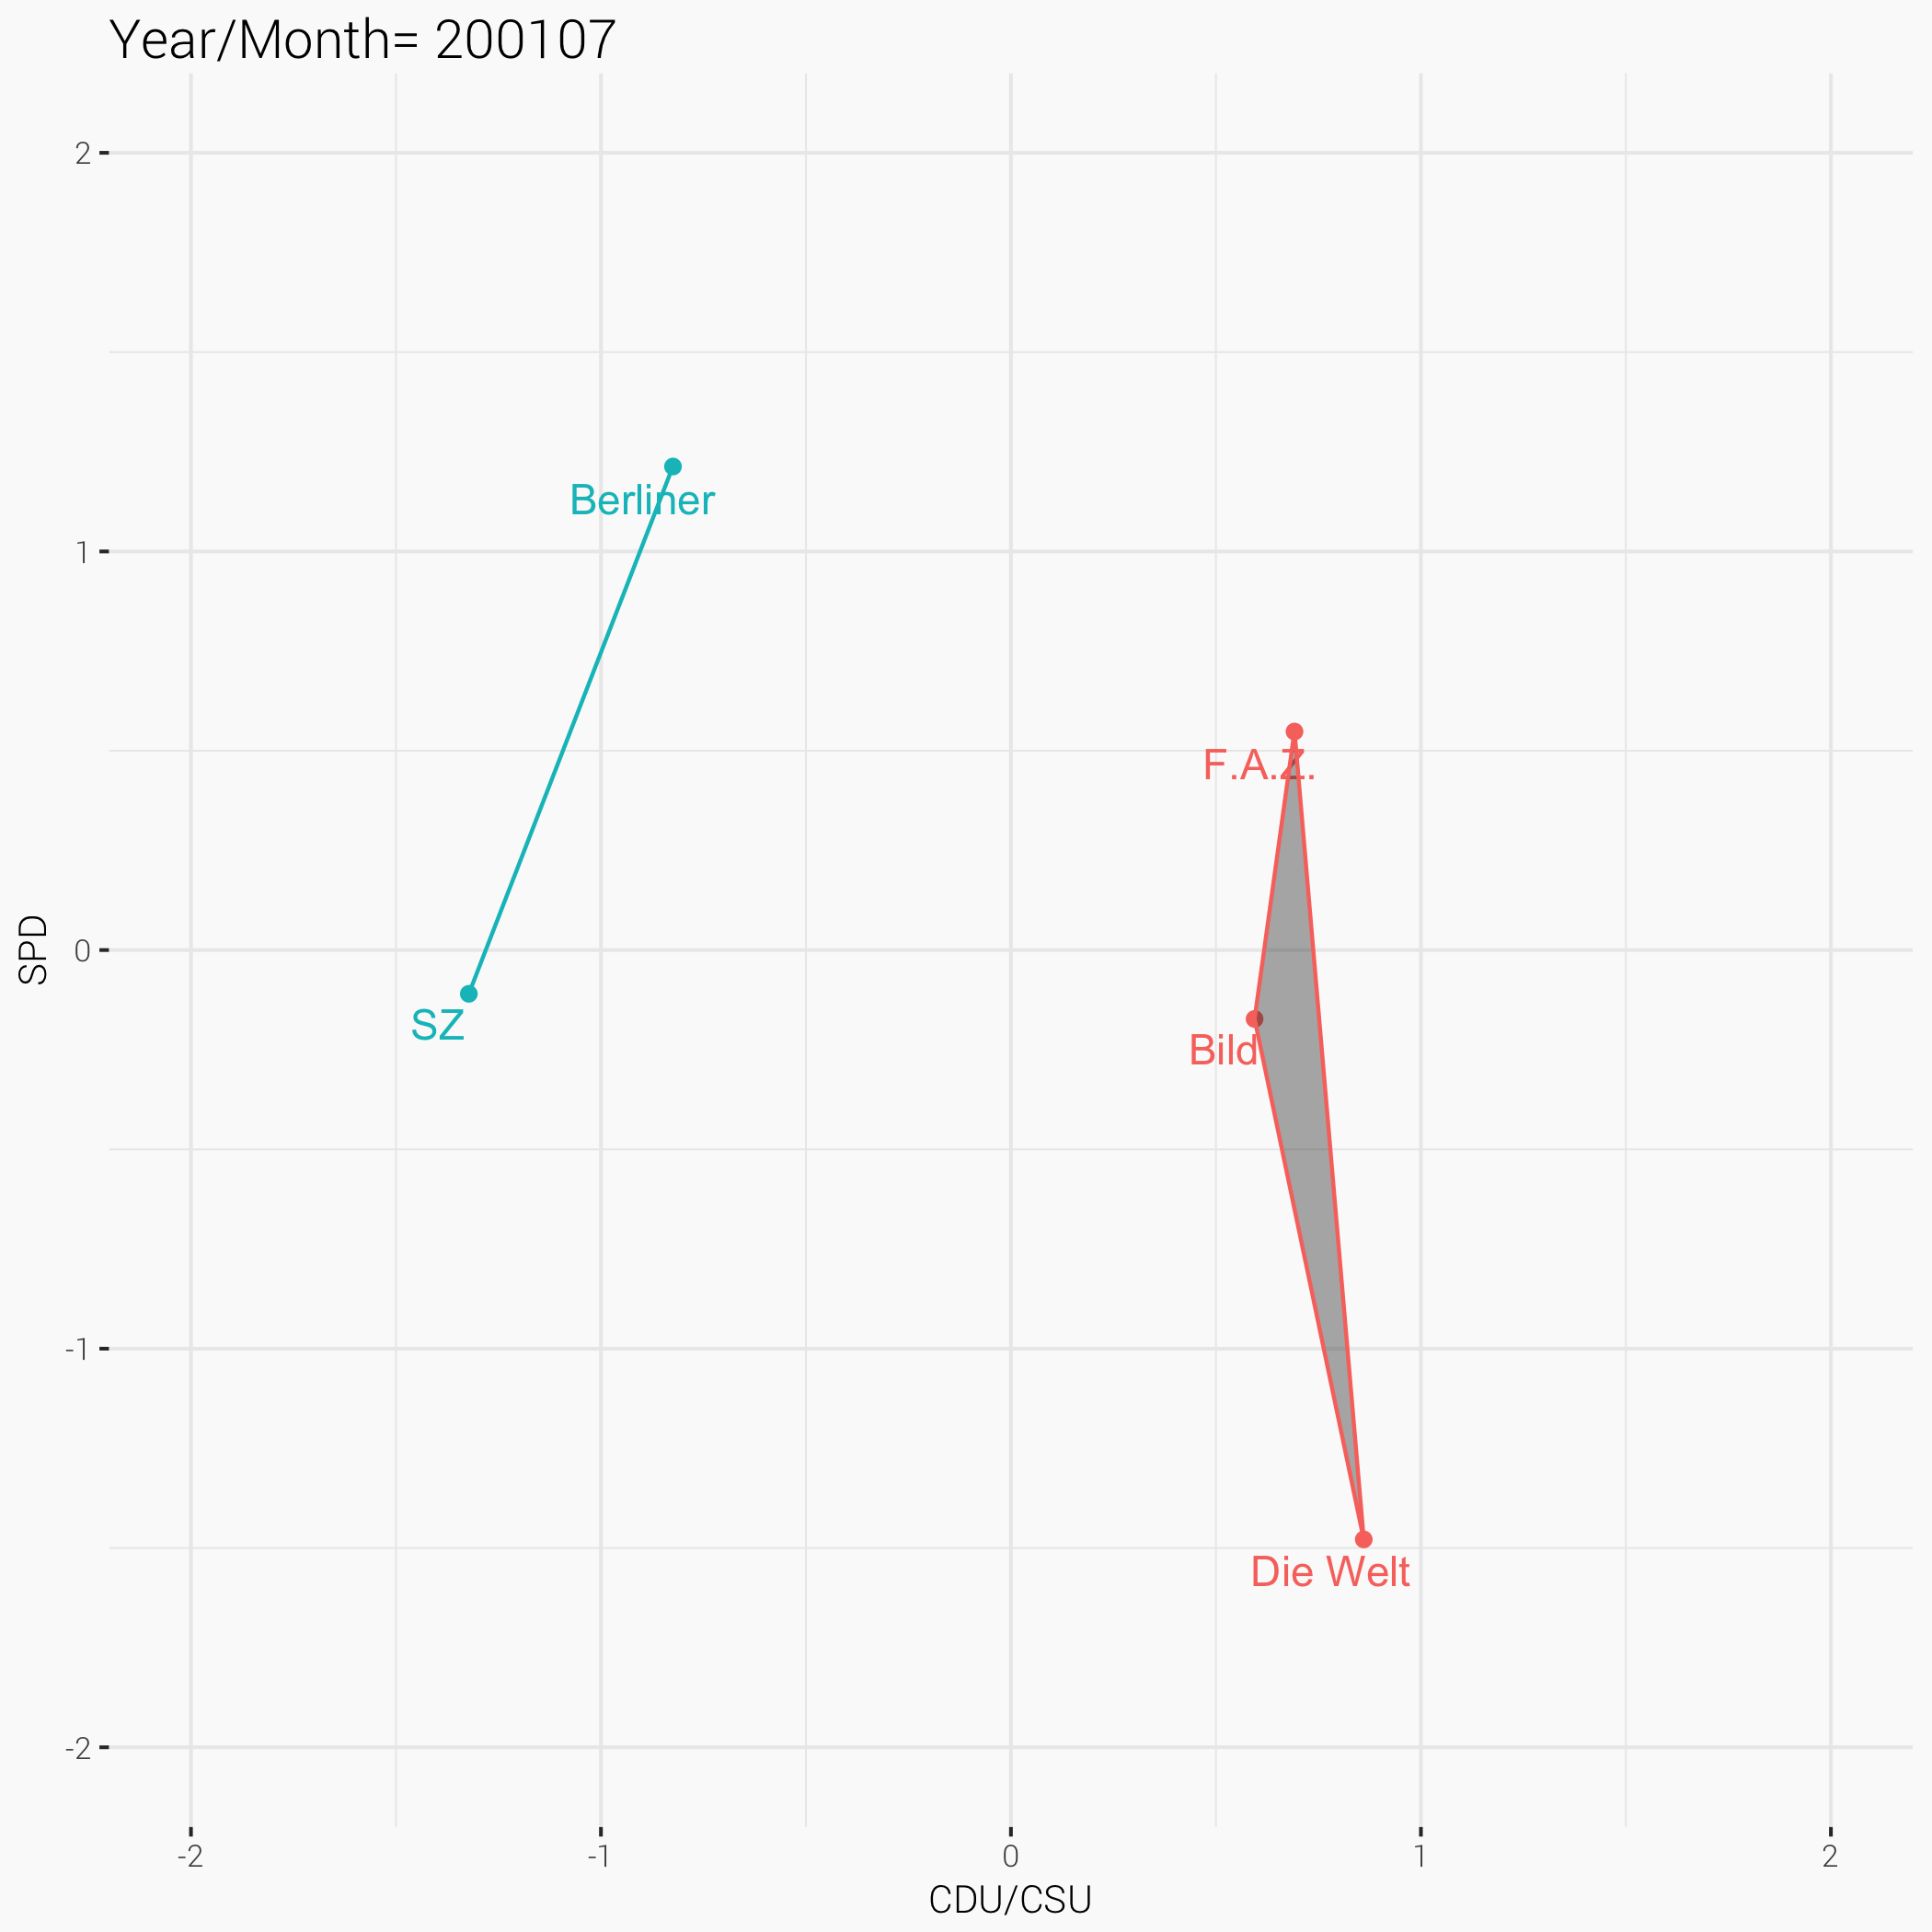 Year/Month= 200107
2
1
0
-1
-2
SPD
Berliner
F.A.Z.
SZ
Bild
Die Welt
-2
-1
0
1
2
CDU/CSU